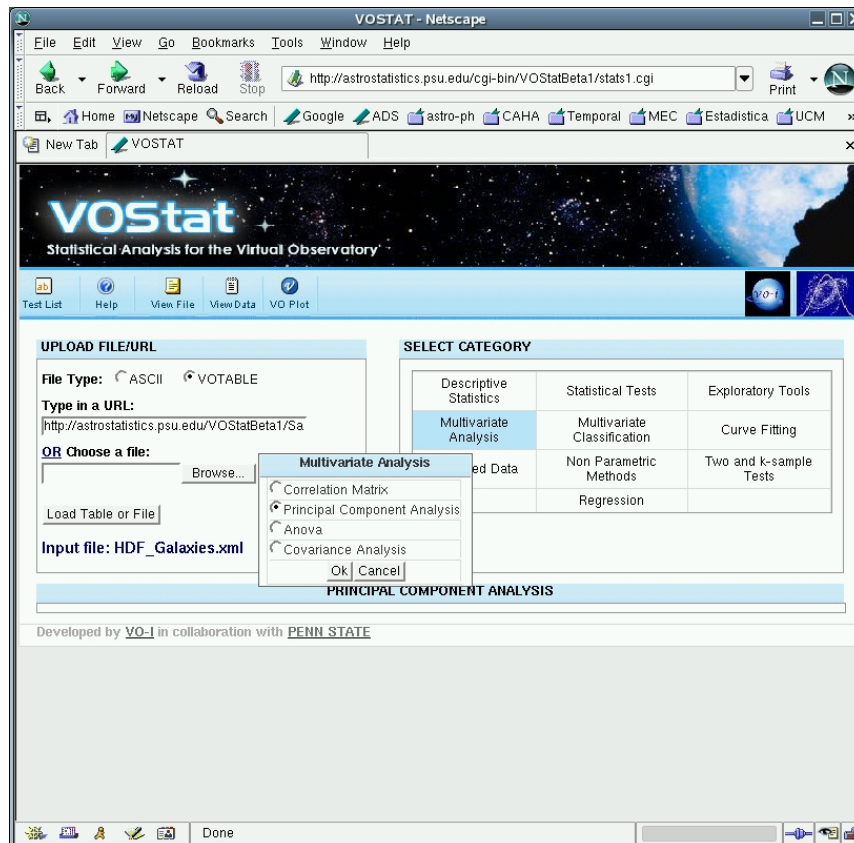 VOSTAT - Netscape
File Edit View Go Bookmarks Tools Window Help
Back Forward Reload Stop http://astrostatistics.psu.edu/cgi-bin/VOStatBeta1/stats1.cgi Print
Home Netscape Search Google ADS astro-ph CAHA Temporal MEC Estadistica UCM »
New Tab VOSTAT
VOStat
Statistical Analysis for the Virtual Observatory
Test List Help View File View Data VO Plot VO-I
UPLOAD FILE/URL
File Type: ASCII VOTABLE
Type in a URL:
http://astrostatistics.psu.edu/VOStatBeta1/Sa
OR Choose a file:
Browse...
Load Table or File
Input file: HDF_Galaxies.xml
SELECT CATEGORY
Descriptive Statistics
Statistical Tests
Exploratory Tools
Multivariate Analysis
Multivariate Classification
Curve Fitting
ed Data
Non Parametric Methods
Two and k-sample Tests
Regression
Multivariate Analysis
Correlation Matrix
Principal Component Analysis
Anova
Covariance Analysis
Ok Cancel
PRINCIPAL COMPONENT ANALYSIS
Developed by VO-I in collaboration with PENN STATE
Done